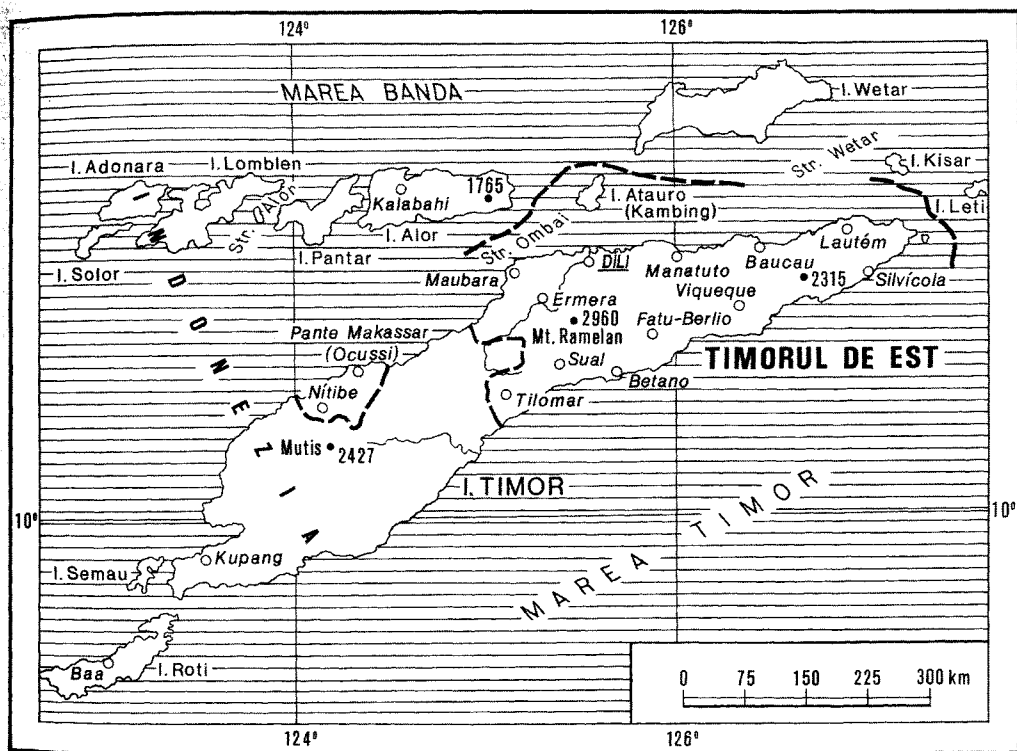 124°
126°
MAREA BANDA
I. Wetar
Str. Wetar
I. Adonara
I. Lomblen
I. Kisar
1765
Kalabahi
I. Atauro
(Kambing)
I. Leti
Str. Alor
I. Alor
Str. Ombai
I. Solor
I. Pantar
Maubara
DILI
Manatuto
Baucau
Lautém
2315
Silvícola
Viqueque
Ermera
2960
Mt. Ramelan
Fatu-Berlio
Pante Makassar
(Ocussi)
Sual
TIMORUL DE EST
Betano
Nítibe
Tilomar
INDONEZIA
Mutis
2427
I. TIMOR
10°
10°
MAREA TIMOR
Kupang
I. Semau
Baa
I. Roti
0 75 150 225 300 km
124°
126°